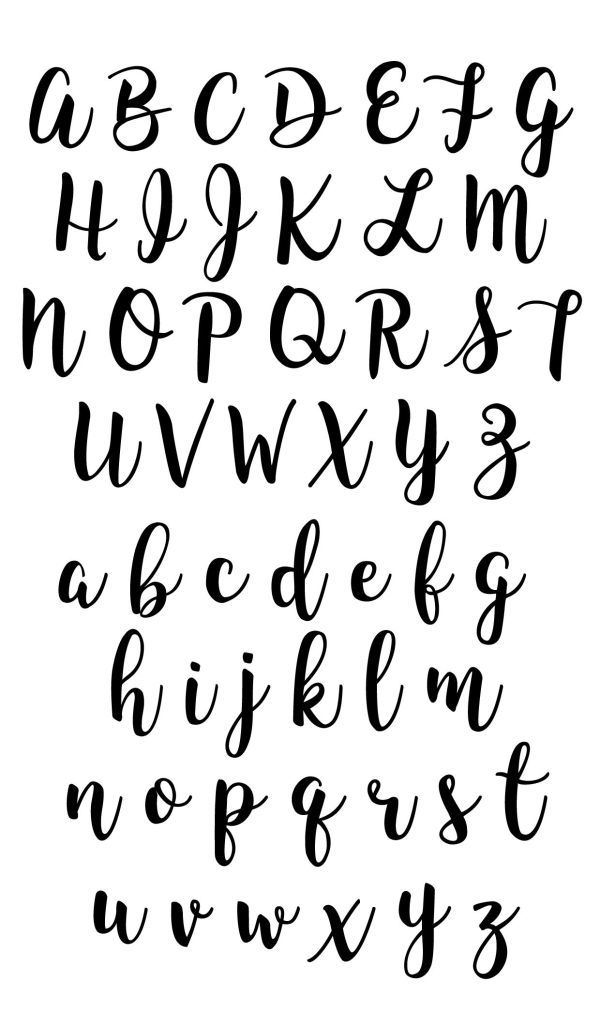 A B C D E F G
H I J K L M
N O P Q R S T
U V W X Y Z
a b c d e f g
h i j k l m
n o p q r s t
u v w x y z